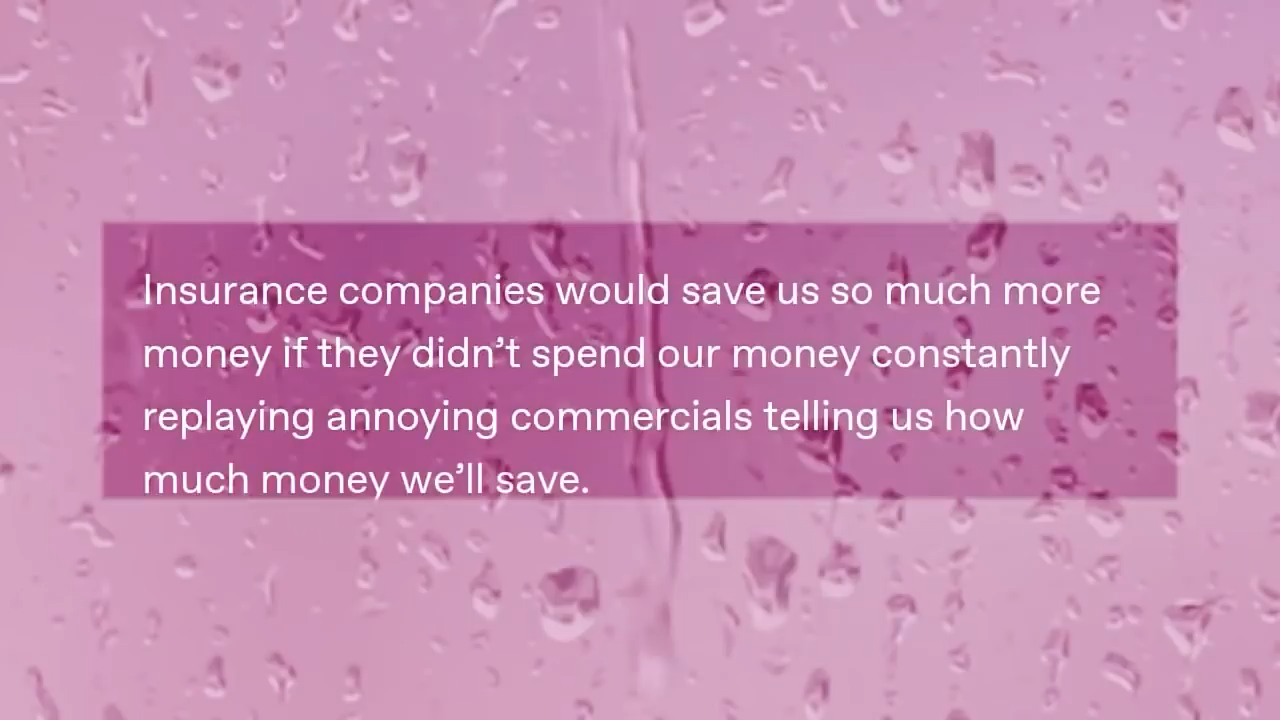 Insurance companies would save us so much more
money if they didn’t spend our money constantly
replaying annoying commercials telling us how
much money we’ll save.